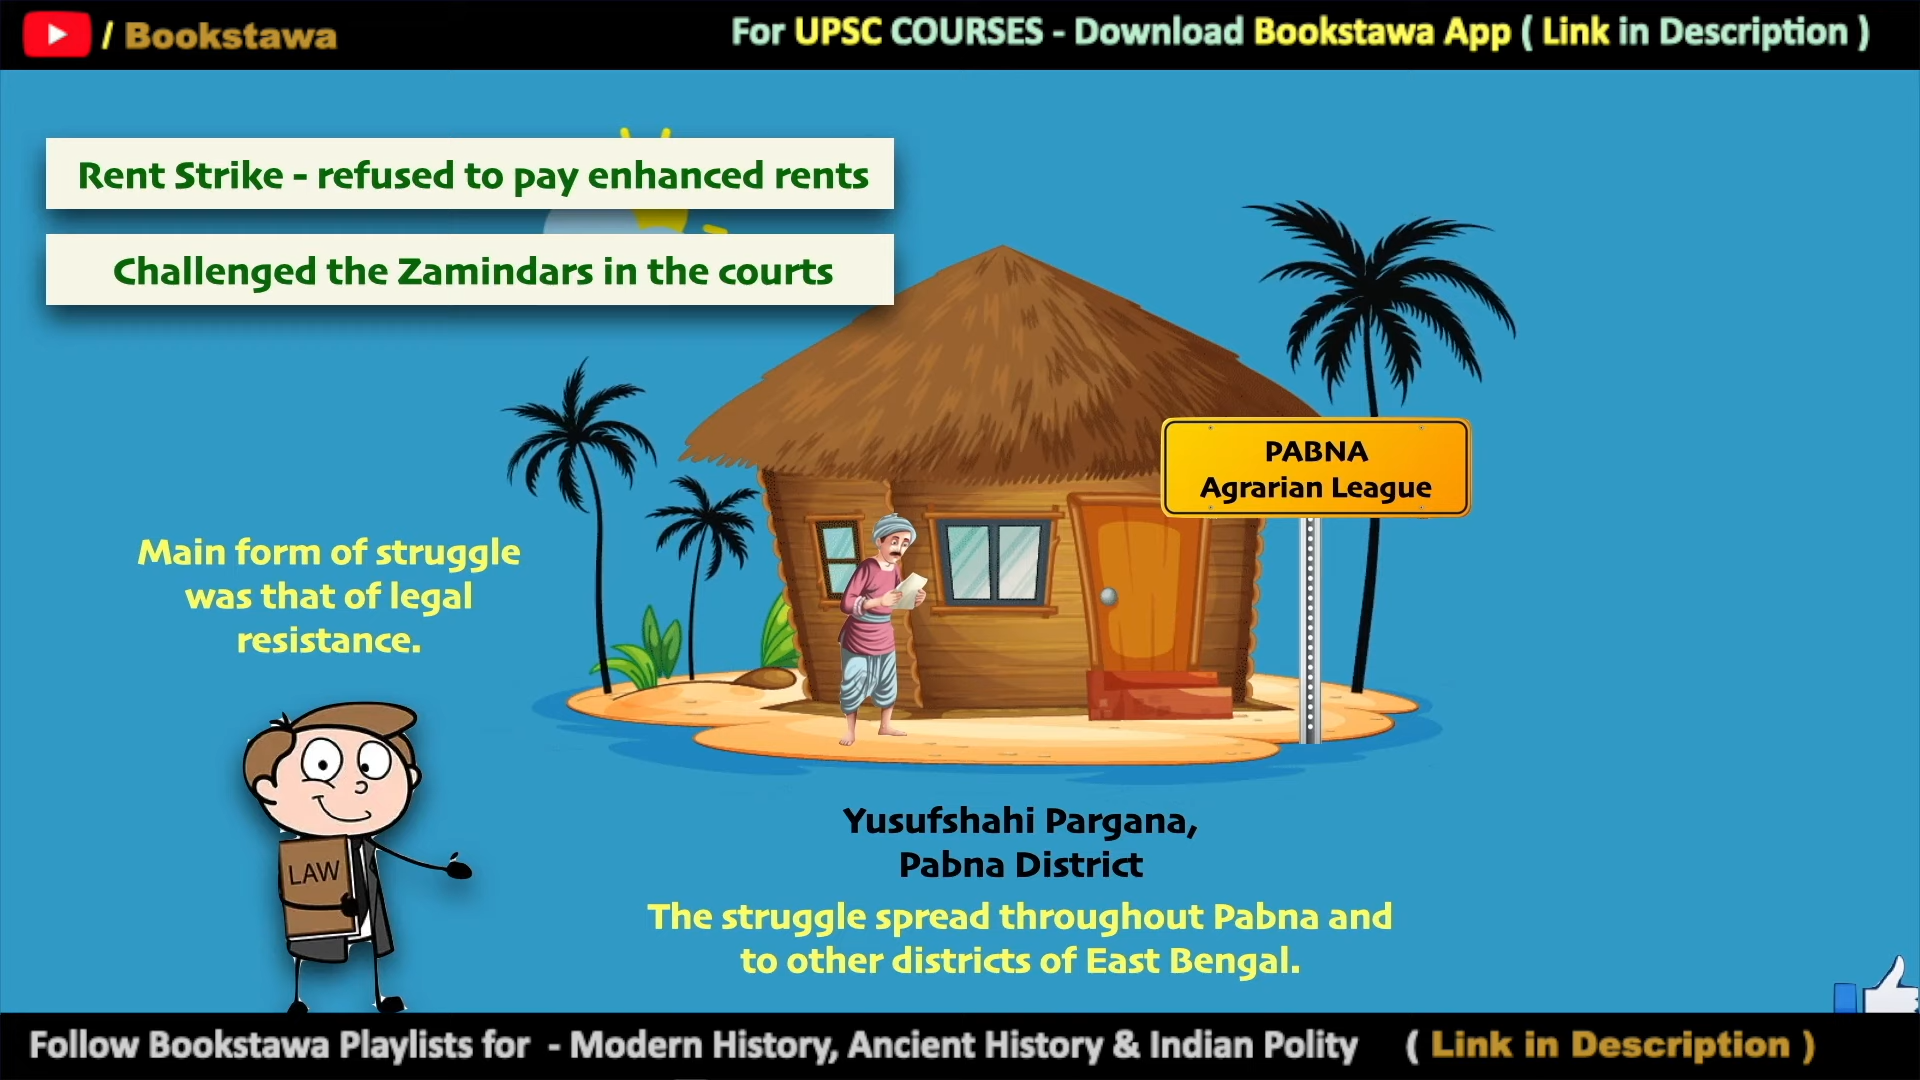 / Bookstawa
For UPSC COURSES - Download Bookstawa App ( Link in Description )
Rent Strike - refused to pay enhanced rents
Challenged the Zamindars in the courts
PABNA
Agrarian League
Main form of struggle
was that of legal
resistance.
LAW
Yusufshahi Pargana,
Pabna District
The struggle spread throughout Pabna and
to other districts of East Bengal.
Follow Bookstawa Playlists for - Modern History, Ancient History & Indian Polity ( Link in Description )